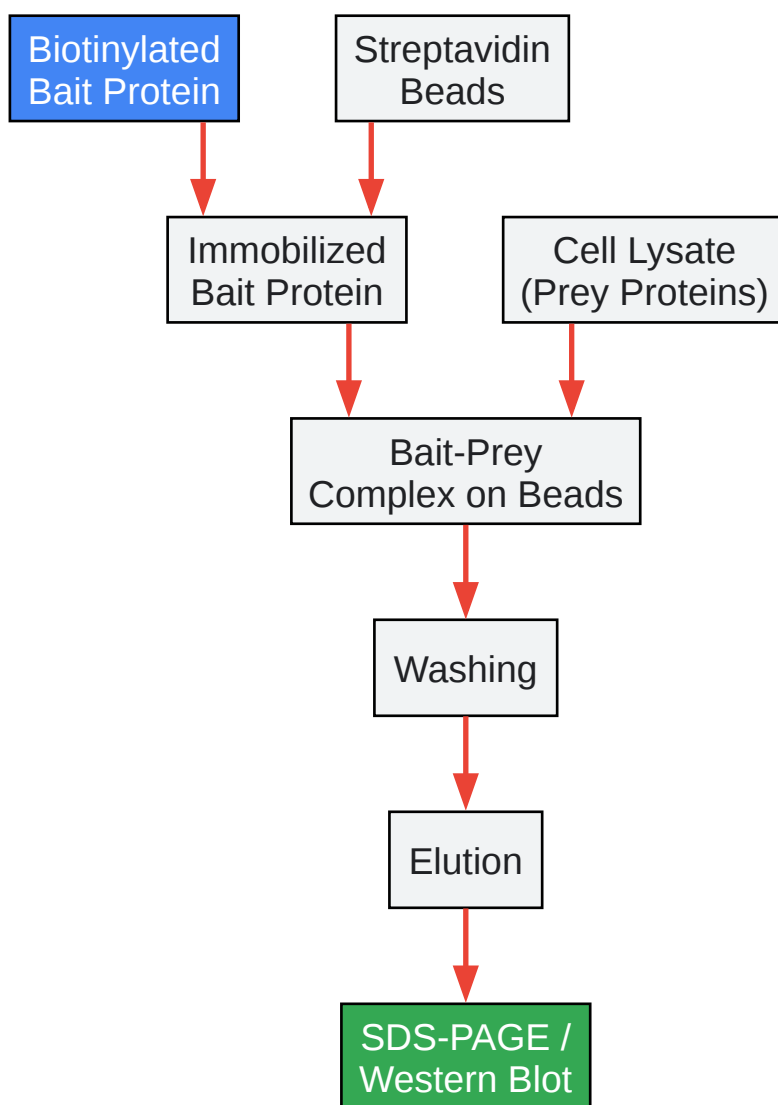 Biotinylated
Bait Protein
Streptavidin
Beads
Immobilized
Bait Protein
Cell Lysate
(Prey Proteins)
Bait-Prey
Complex on Beads
Washing
Elution
SDS-PAGE /
Western Blot